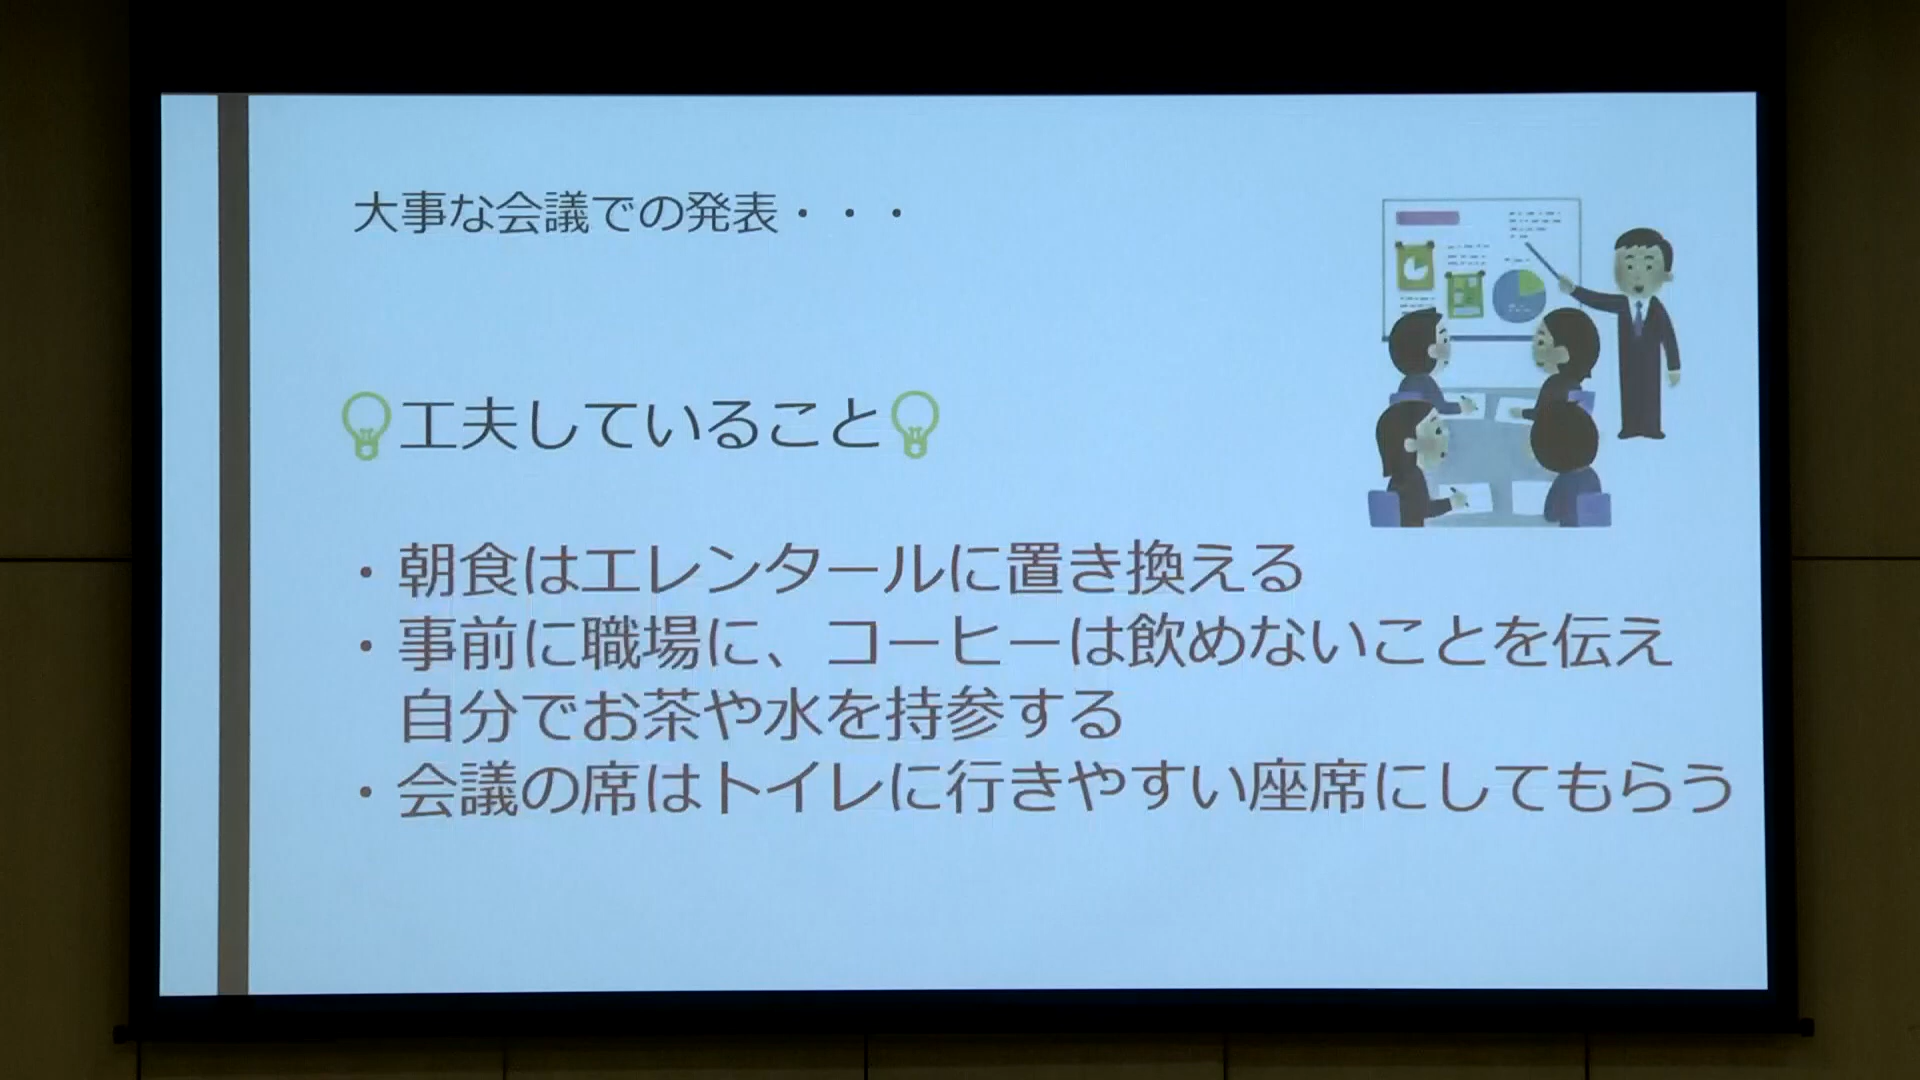 大事な会議での発表・・・
工夫していること
・朝食はエレンタールに置き換える
・事前に職場に、コーヒーは飲めないことを伝え
自分でお茶や水を持参する
・会議の席はトイレに行きやすい座席にしてもらう